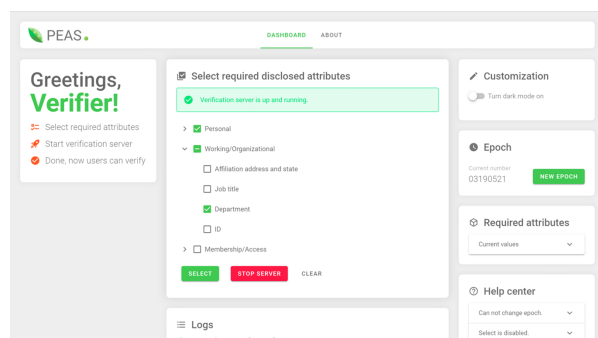 PEAS.
DASHBOARD ABOUT
Greetings,
Verifier!
Select required attributes
Start verification server
Done, now users can verify
Select required disclosed attributes
Verification server is up and running.
Personal
Working/Organizational
Affiliation address and state
Job title
Department
ID
Membership/Access
SELECT STOP SERVER CLEAR
Logs
Customization
Turn dark mode on
Epoch
Current number
03190521
NEW EPOCH
Required attributes
Current values
Help center
Can not change epoch.
Select is disabled.